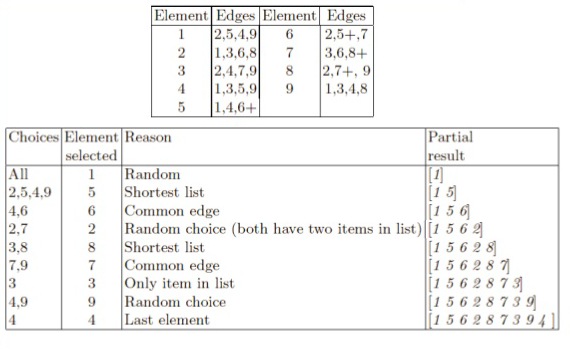 Element Edges Element Edges
1 2,5,4,9 6 2,5+,7
2 1,3,6,8 7 3,6,8+
3 2,4,7,9 8 2,7+, 9
4 1,3,5,9 9 1,3,4,8
5 1,4,6+
Choices Element Reason Partial
selected result
All 1 Random [1]
2,5,4,9 5 Shortest list [1 5]
4,6 6 Common edge [1 5 6]
2,7 2 Random choice (both have two items in list) [1 5 6 2]
3,8 8 Shortest list [1 5 6 2 8]
7,9 7 Common edge [1 5 6 2 8 7]
3 3 Only item in list [1 5 6 2 8 7 3]
4,9 9 Random choice [1 5 6 2 8 7 3 9]
4 4 Last element [1 5 6 2 8 7 3 9 4 ]